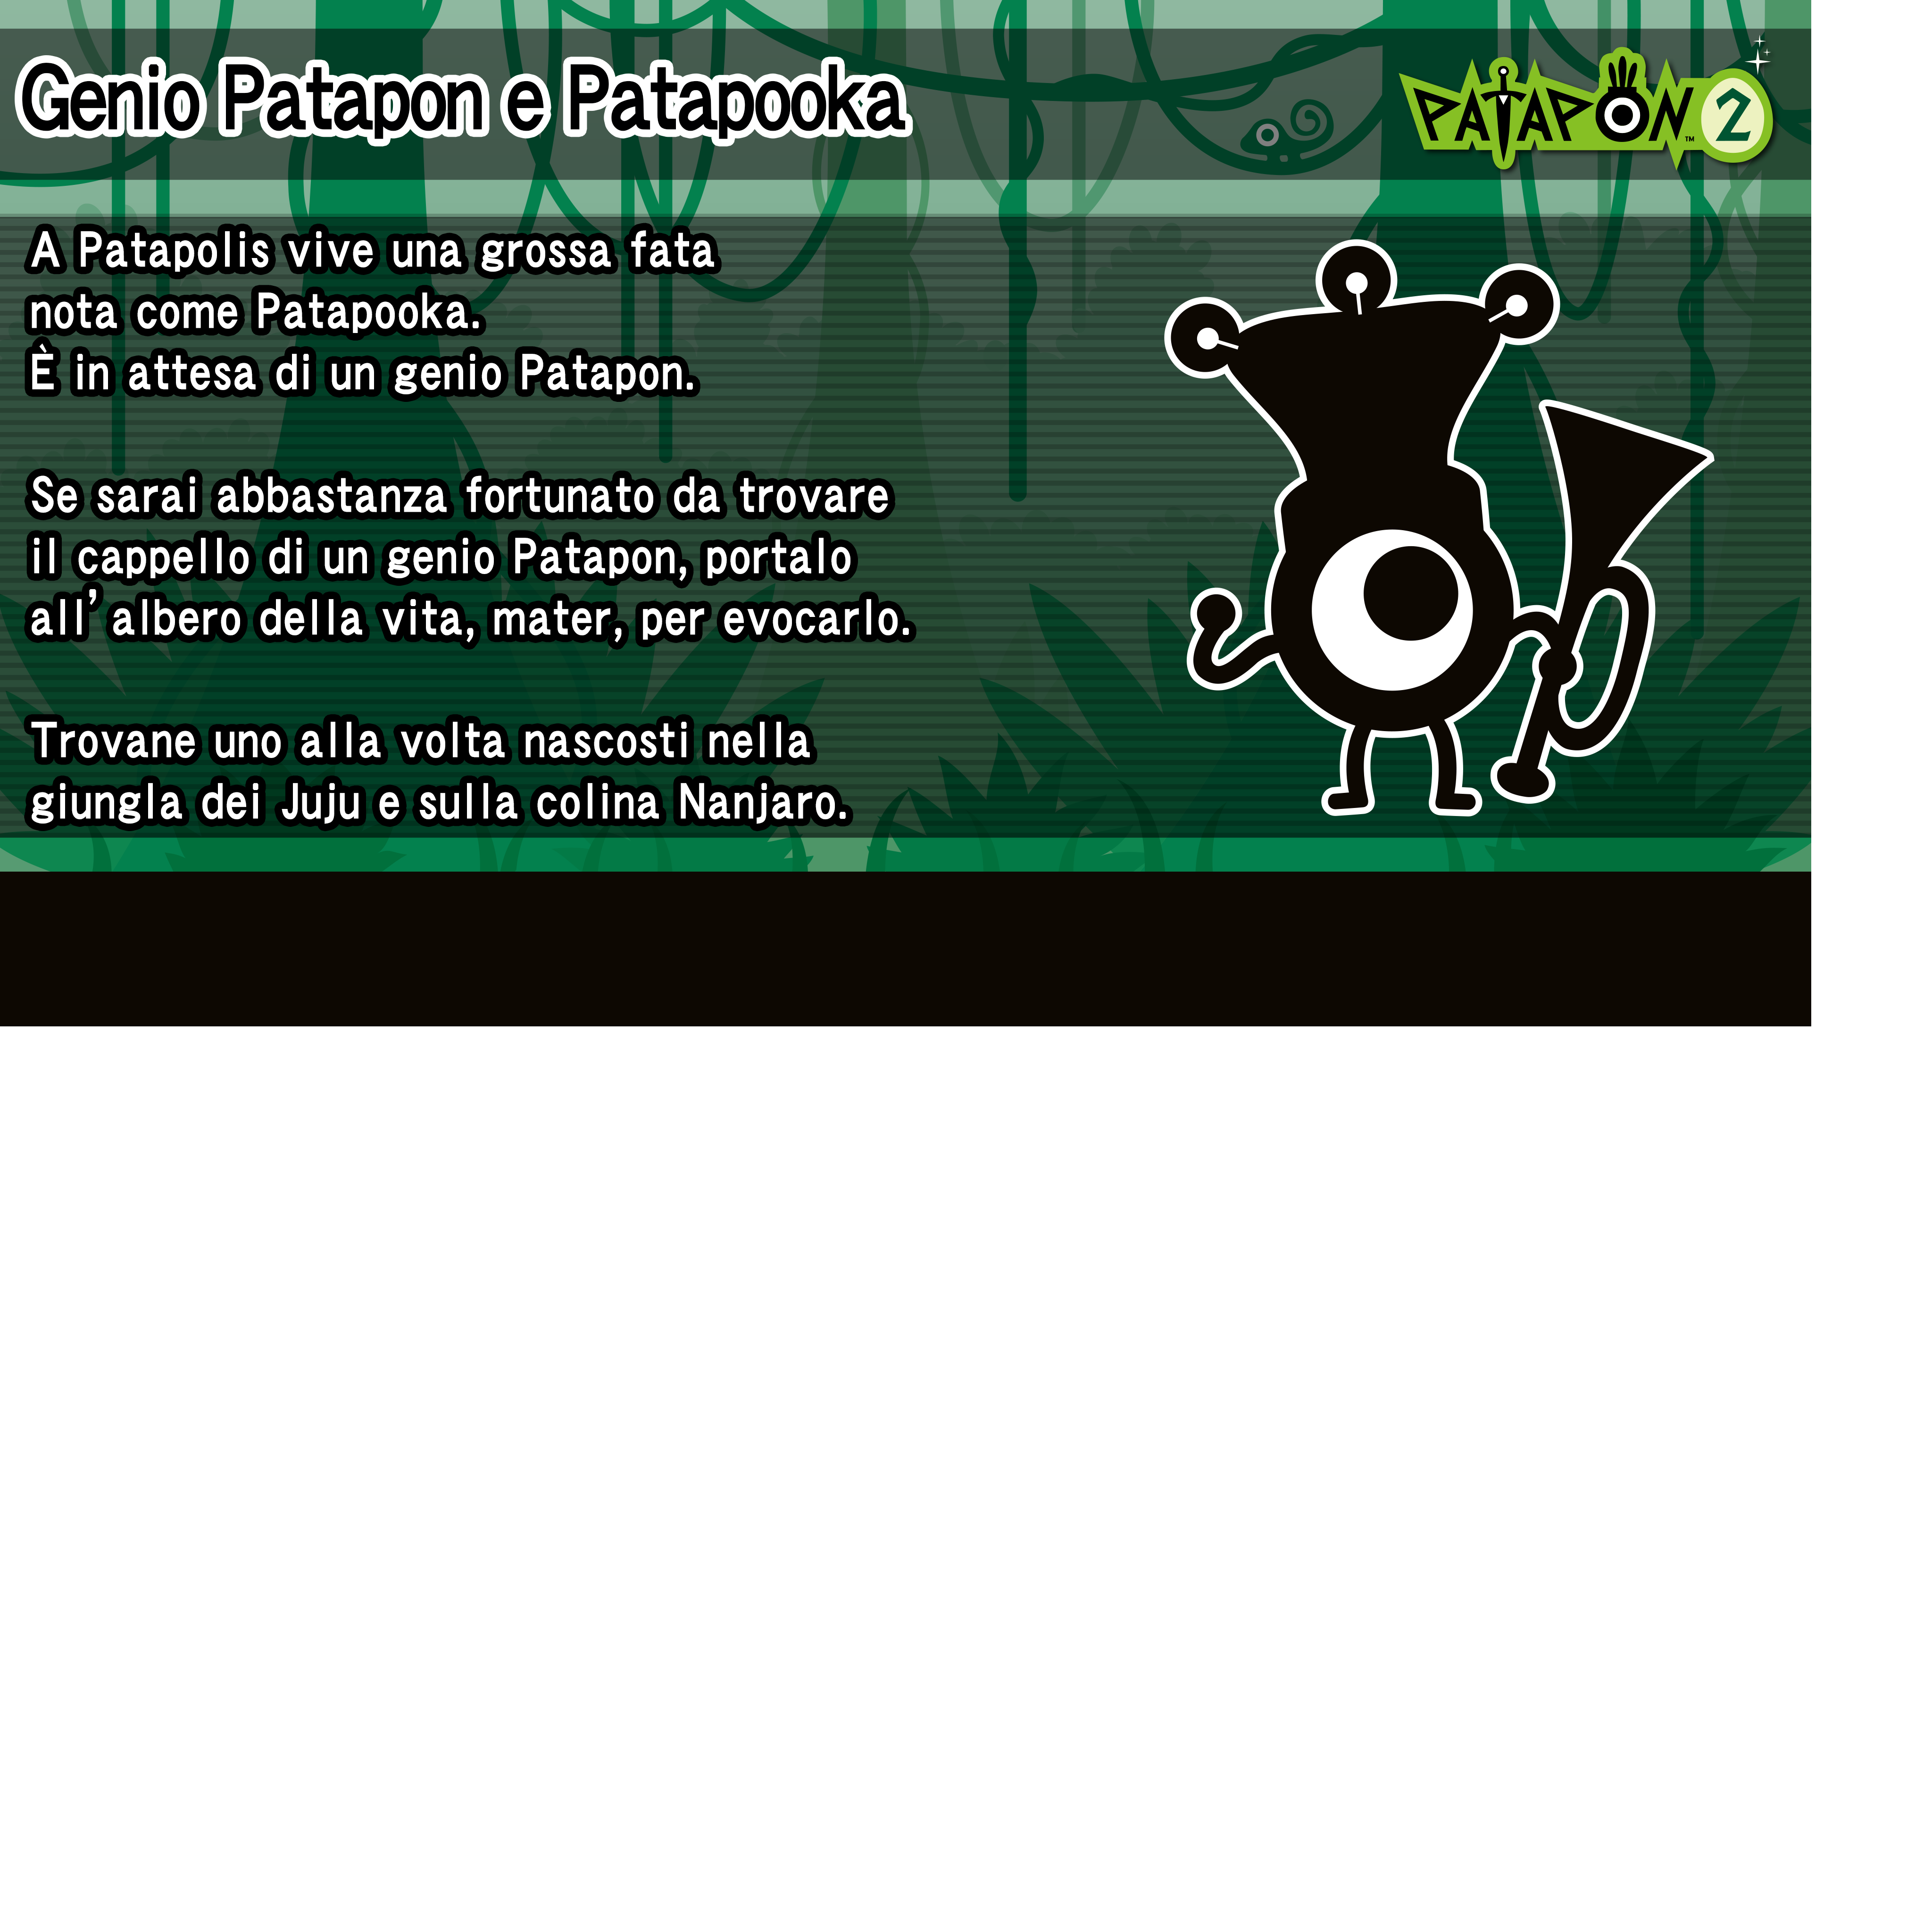 Genio Patapon e Patapooka
PATAPON™ 2
A Patapolis vive una grossa fata
nota come Patapooka.
È in attesa di un genio Patapon.
Se sarai abbastanza fortunato da trovare
il cappello di un genio Patapon, portalo
all'albero della vita, mater, per evocarlo.
Trovane uno alla volta nascosti nella
giungla dei Juju e sulla colina Nanjaro.